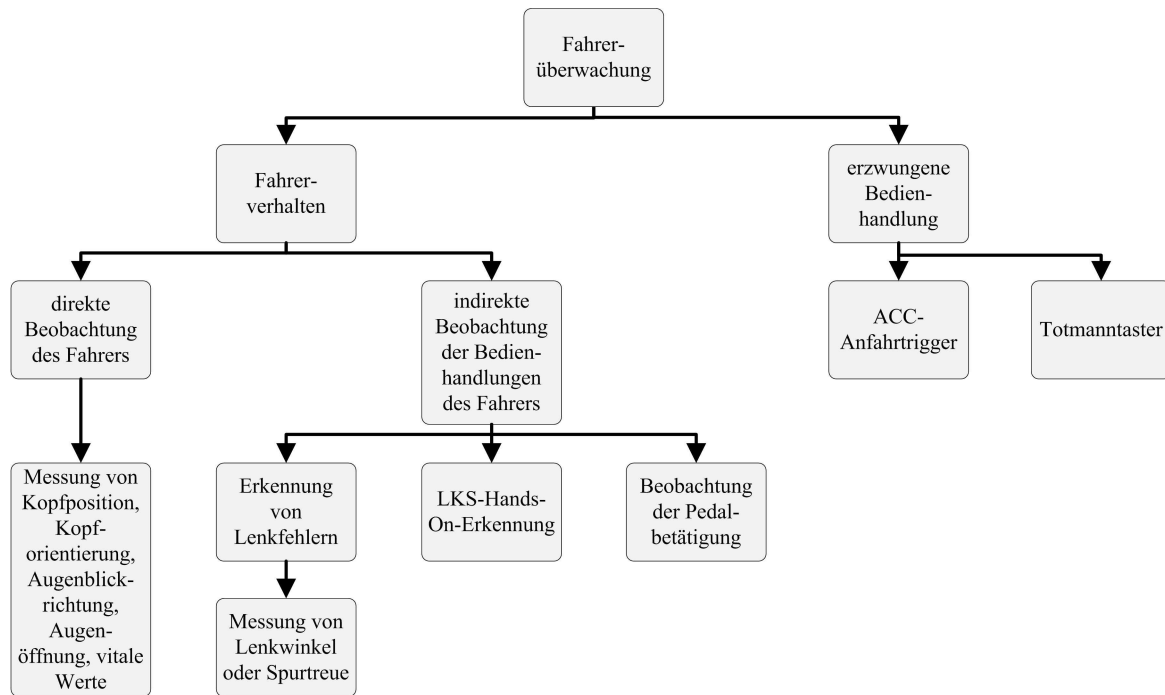 Fahrer-
überwachung
Fahrer-
verhalten
erzwungene
Bedien-
handlung
direkte
Beobachtung
des Fahrers
indirekte
Beobachtung
der Bedien-
handlungen
des Fahrers
ACC-
Anfahrtrigger
Totmanntaster
Messung von
Kopfposition,
Kopf-
orientierung,
Augenblick-
richtung,
Augen-
öffnung, vitale
Werte
Erkennung
von
Lenkfehlern
LKS-Hands-
On-Erkennung
Beobachtung
der Pedal-
betätigung
Messung von
Lenkwinkel
oder Spurtreue